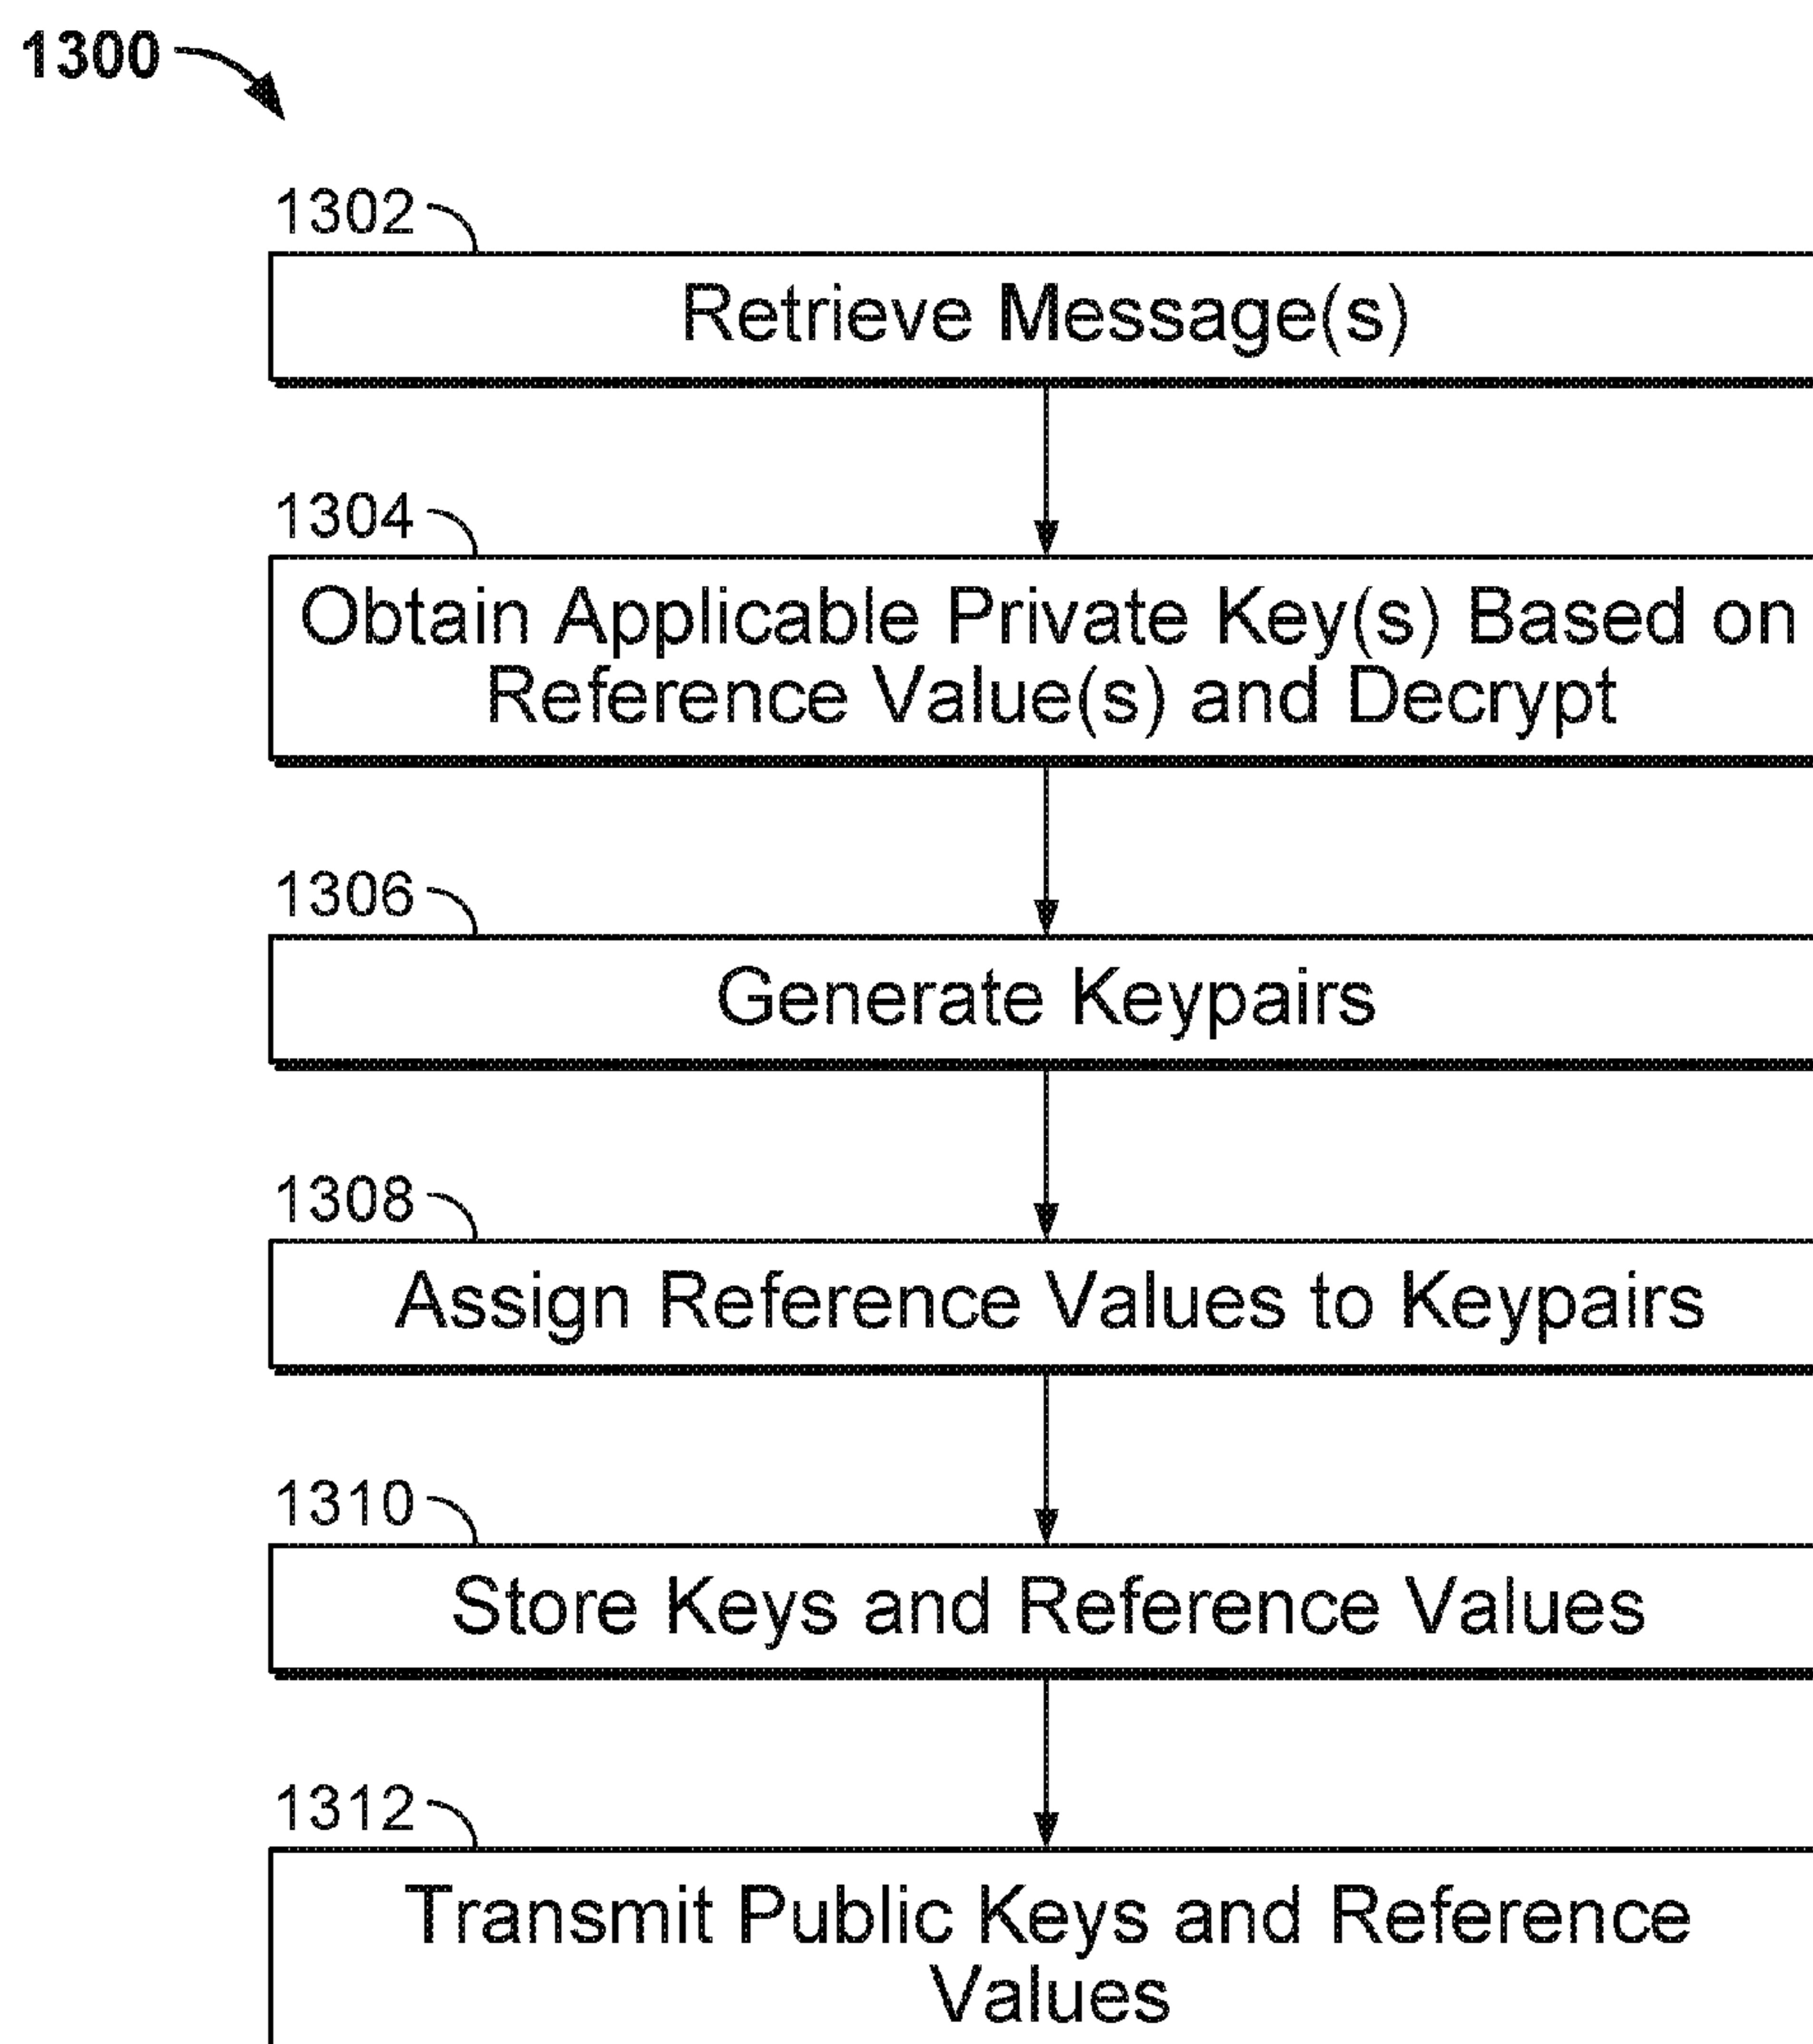 1300
1302
Retrieve Message(s)
1304
Obtain Applicable Private Key(s) Based on
Reference Value(s) and Decrypt
1306
Generate Keypairs
1308
Assign Reference Values to Keypairs
1310
Store Keys and Reference Values
1312
Transmit Public Keys and Reference
Values